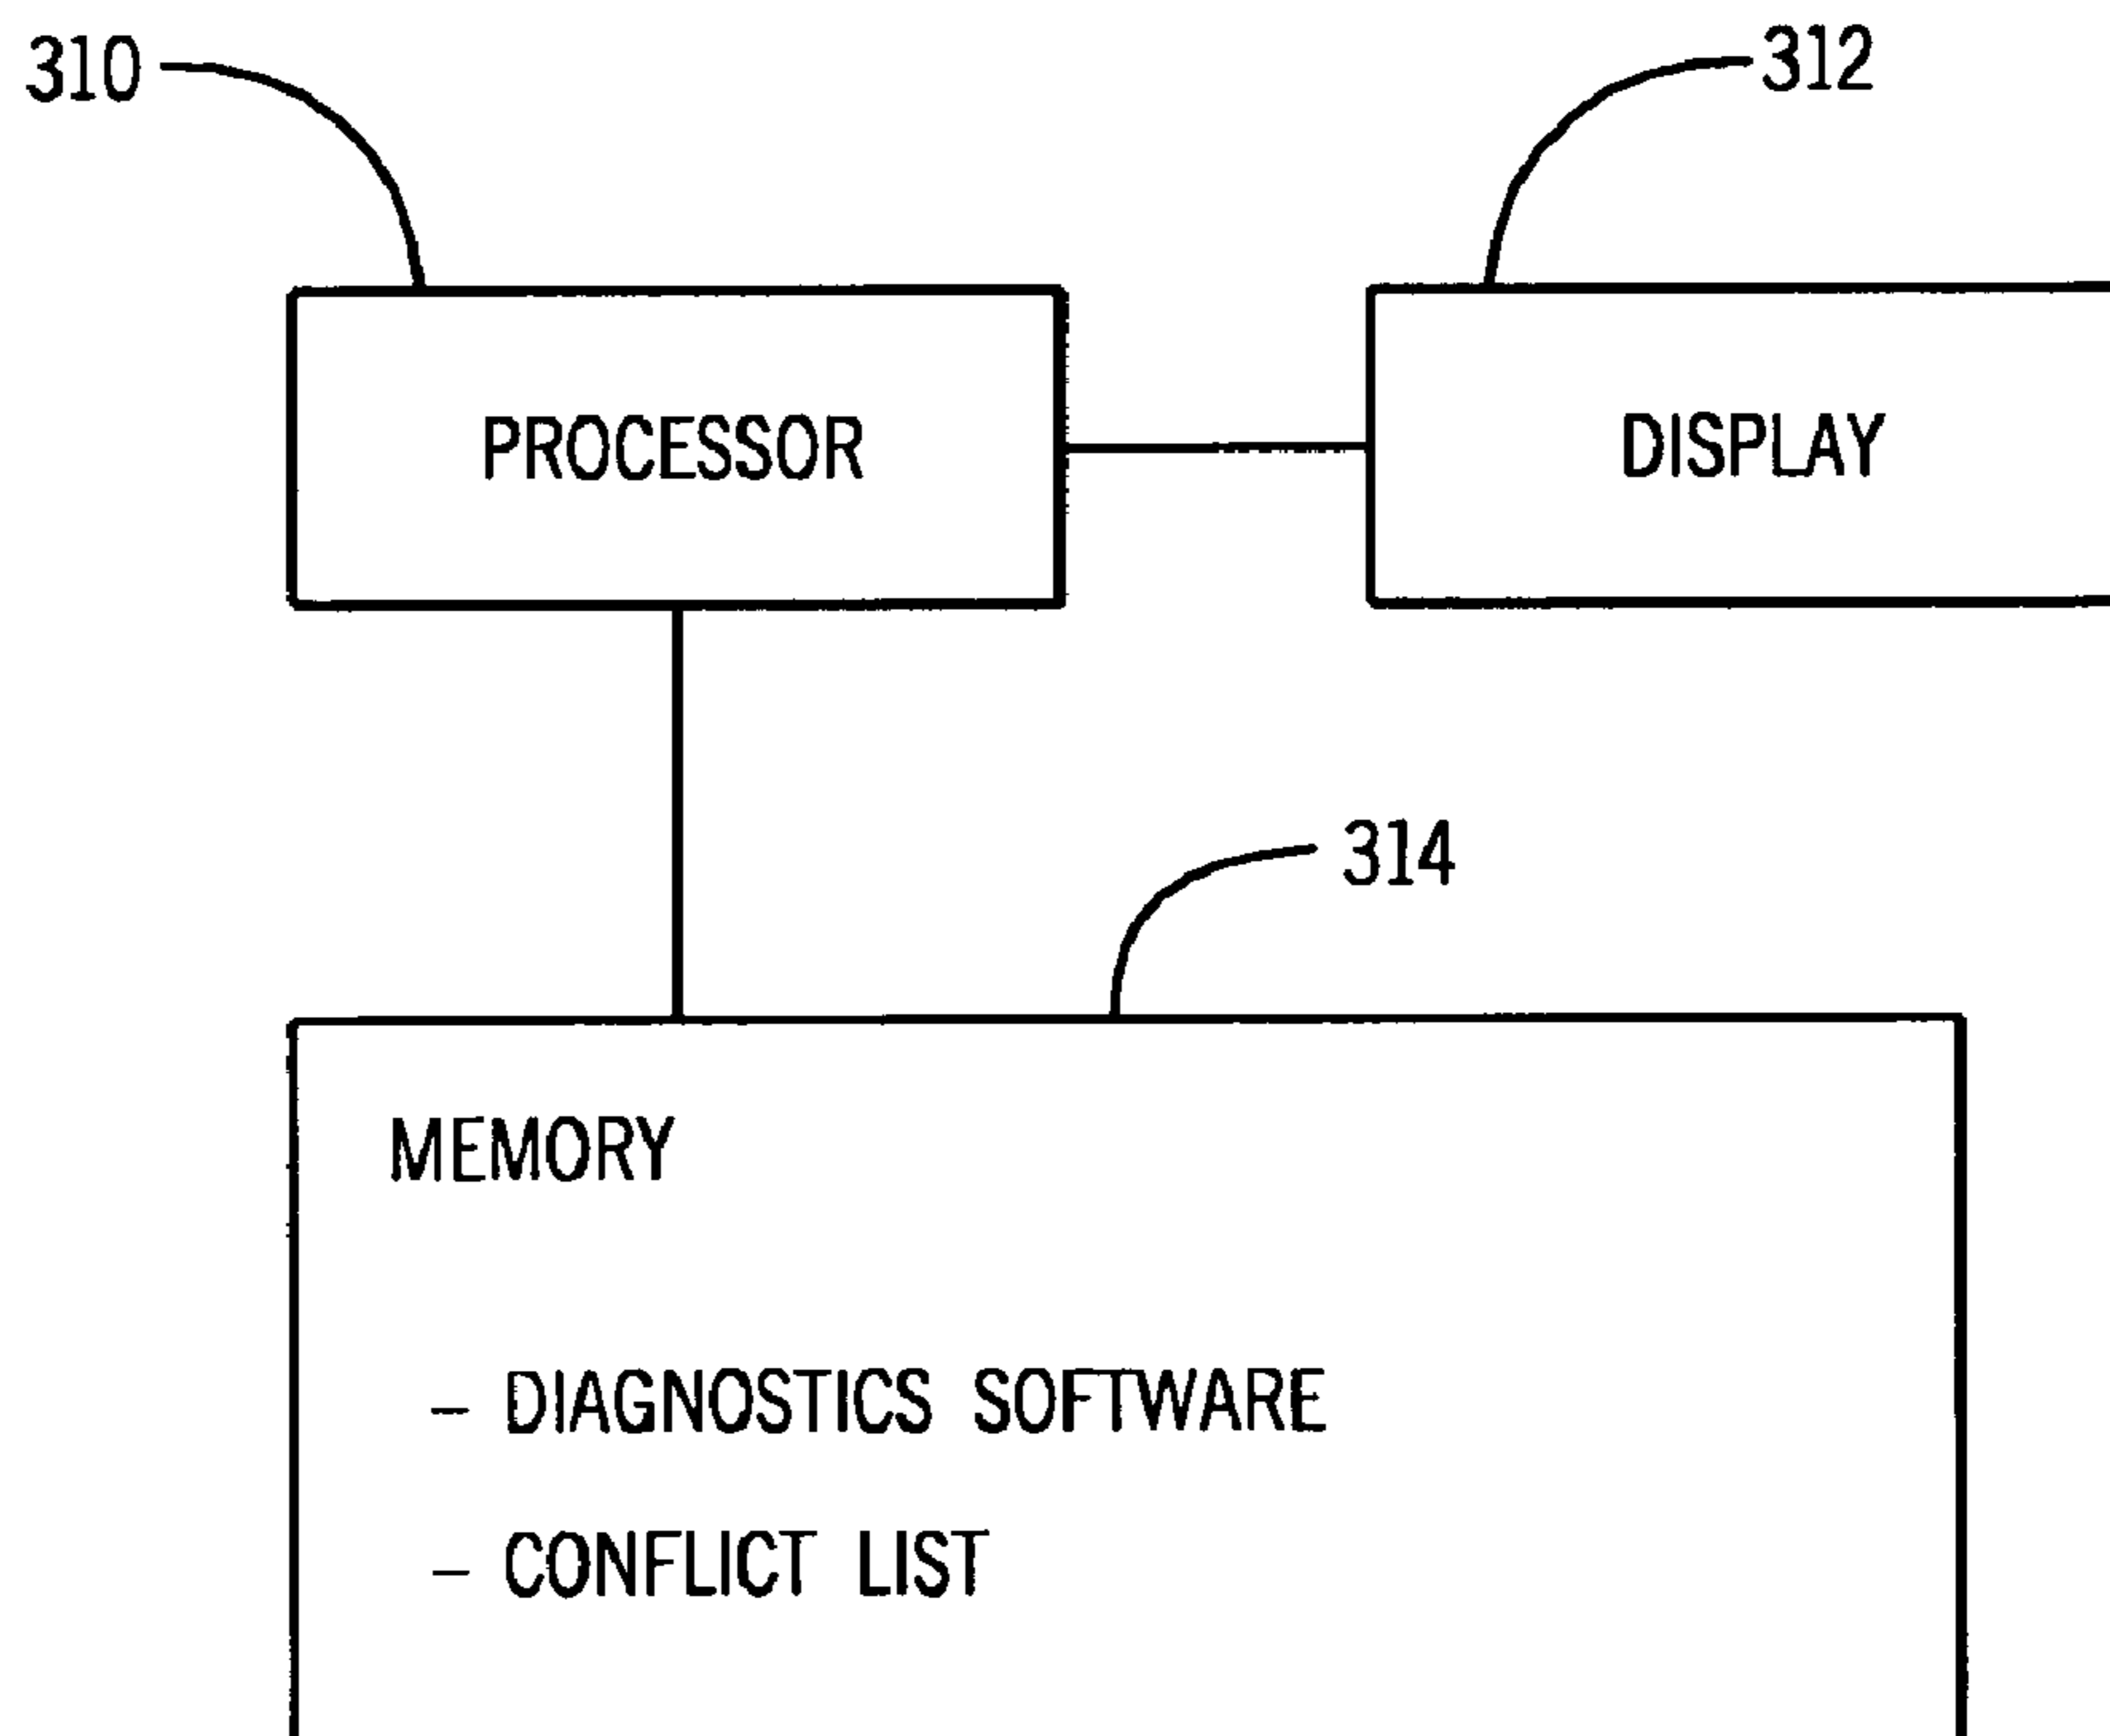 310
312
PROCESSOR
DISPLAY
314
MEMORY
– DIAGNOSTICS SOFTWARE
– CONFLICT LIST